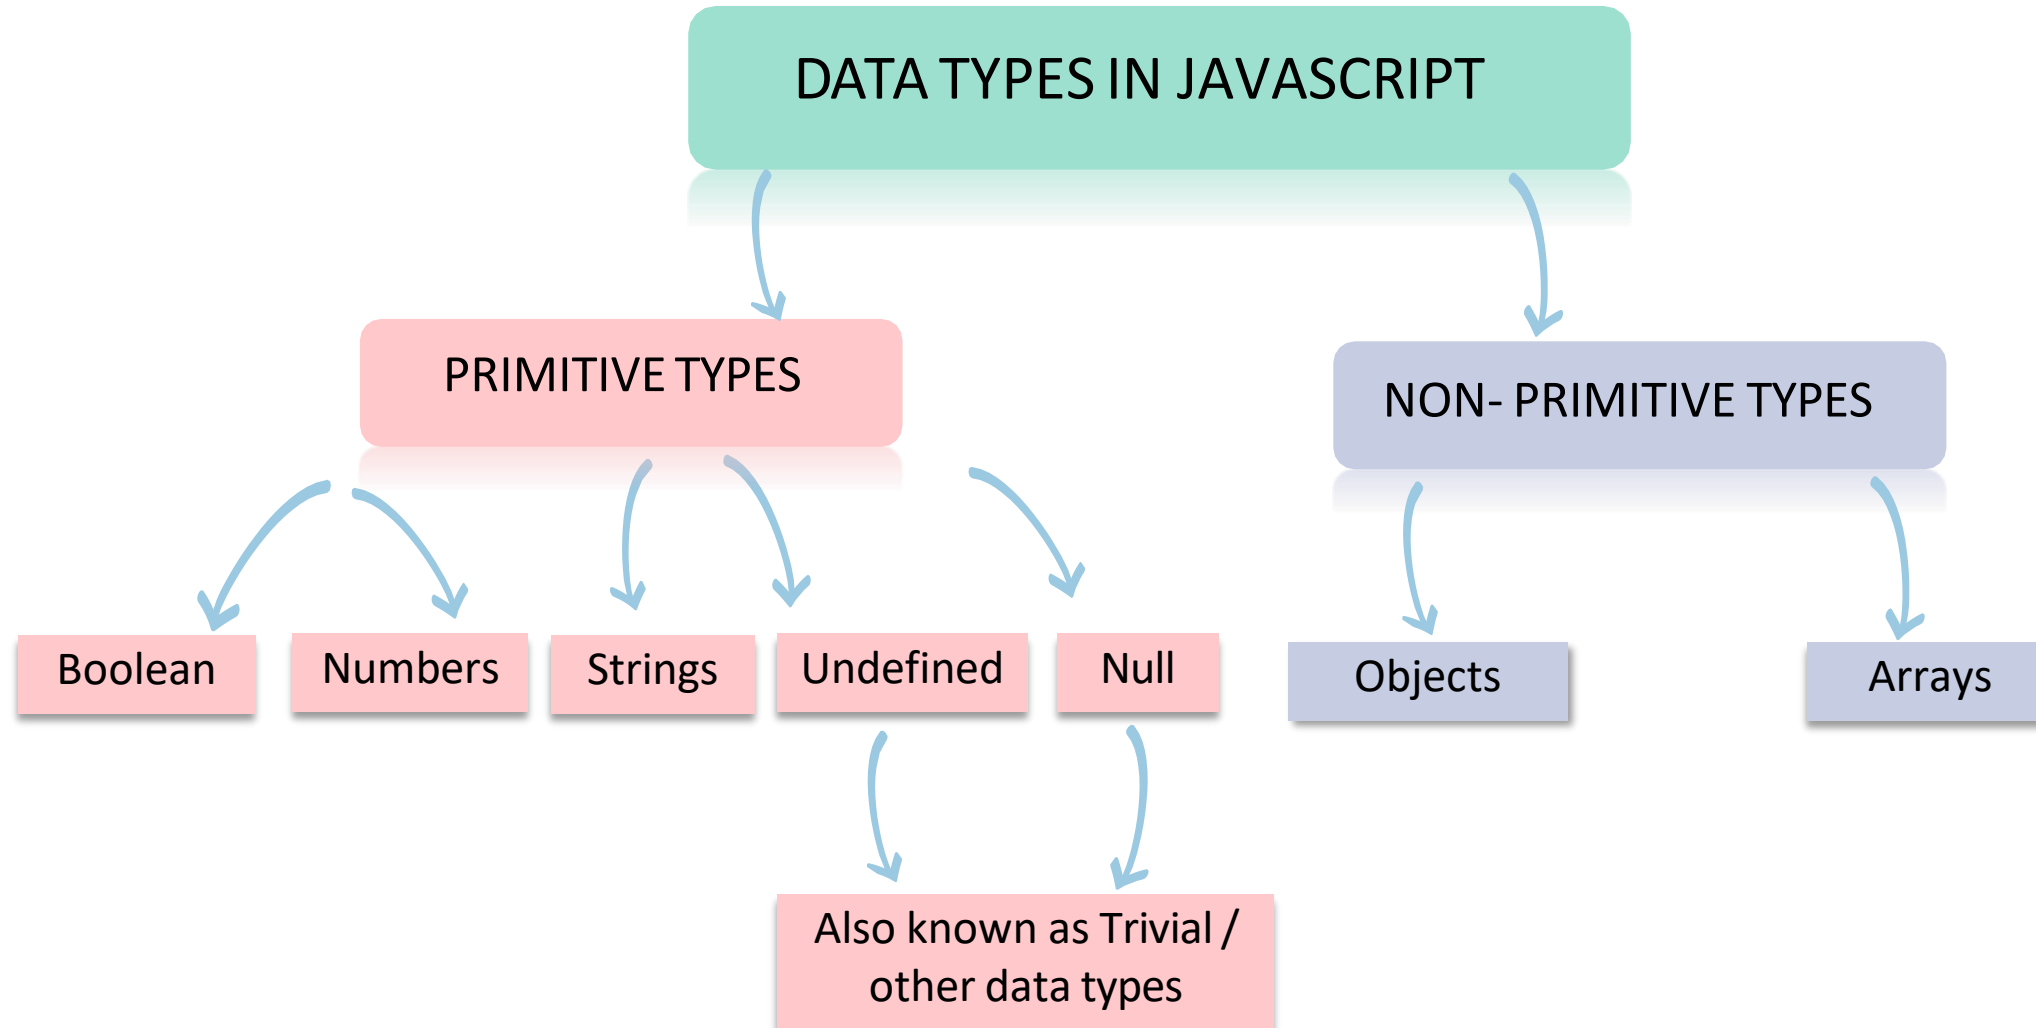 DATA TYPES IN JAVASCRIPT
PRIMITIVE TYPES
NON- PRIMITIVE TYPES
Boolean
Numbers
Strings
Undefined
Null
Objects
Arrays
Also known as Trivial /
other data types